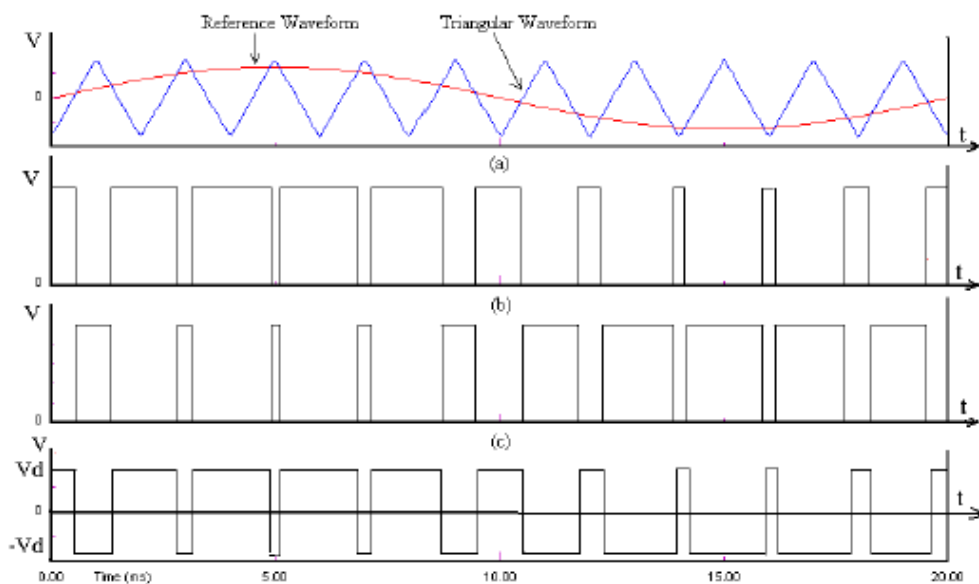 Reference Waveform Triangular Waveform
V
0
t
(a)
V
0
t
(b)
V
0
t
(c)
V
Vd
0
t
-Vd
0.00 Time (ms) 5.00 10.00 15.00 20.00